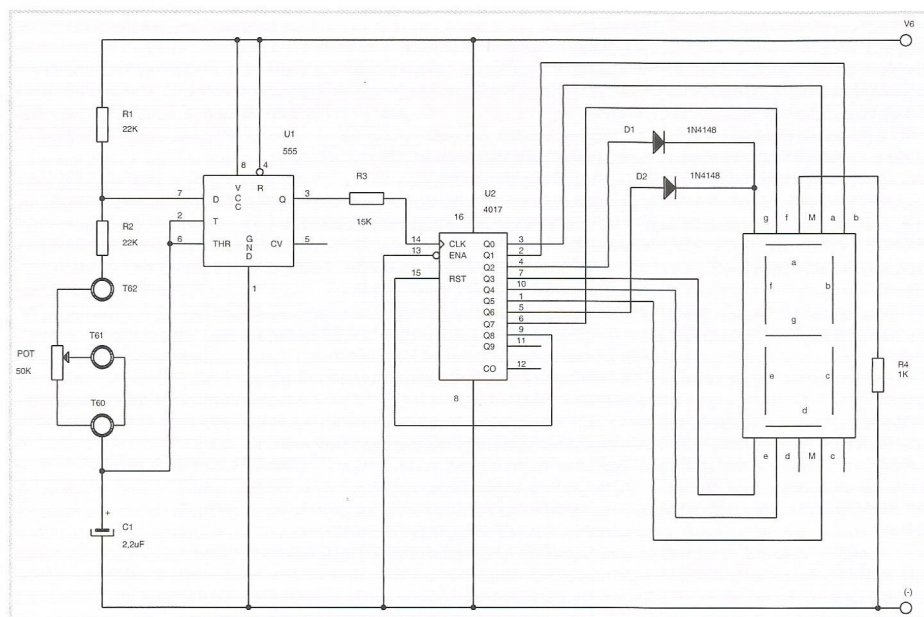 V6
R1
22K
U1
555
8 4
V R
C
C
7 D Q 3
2 T
6 THR CV 5
G
N
D
1
R2
22K
R3
15K
T62
T61
T60
POT
50K
C1
+
2,2uF
U2
4017
16
14 CLK
13 ENA
15 RST
Q0 3
Q1 2
Q2 4
Q3 7
Q4 10
Q5 1
Q6 5
Q7 6
Q8 9
Q9 11
CO 12
8
D1 1N4148
D2 1N4148
g f M a b
a
f b
g
e c
d
e d M c
R4
1K
(-)